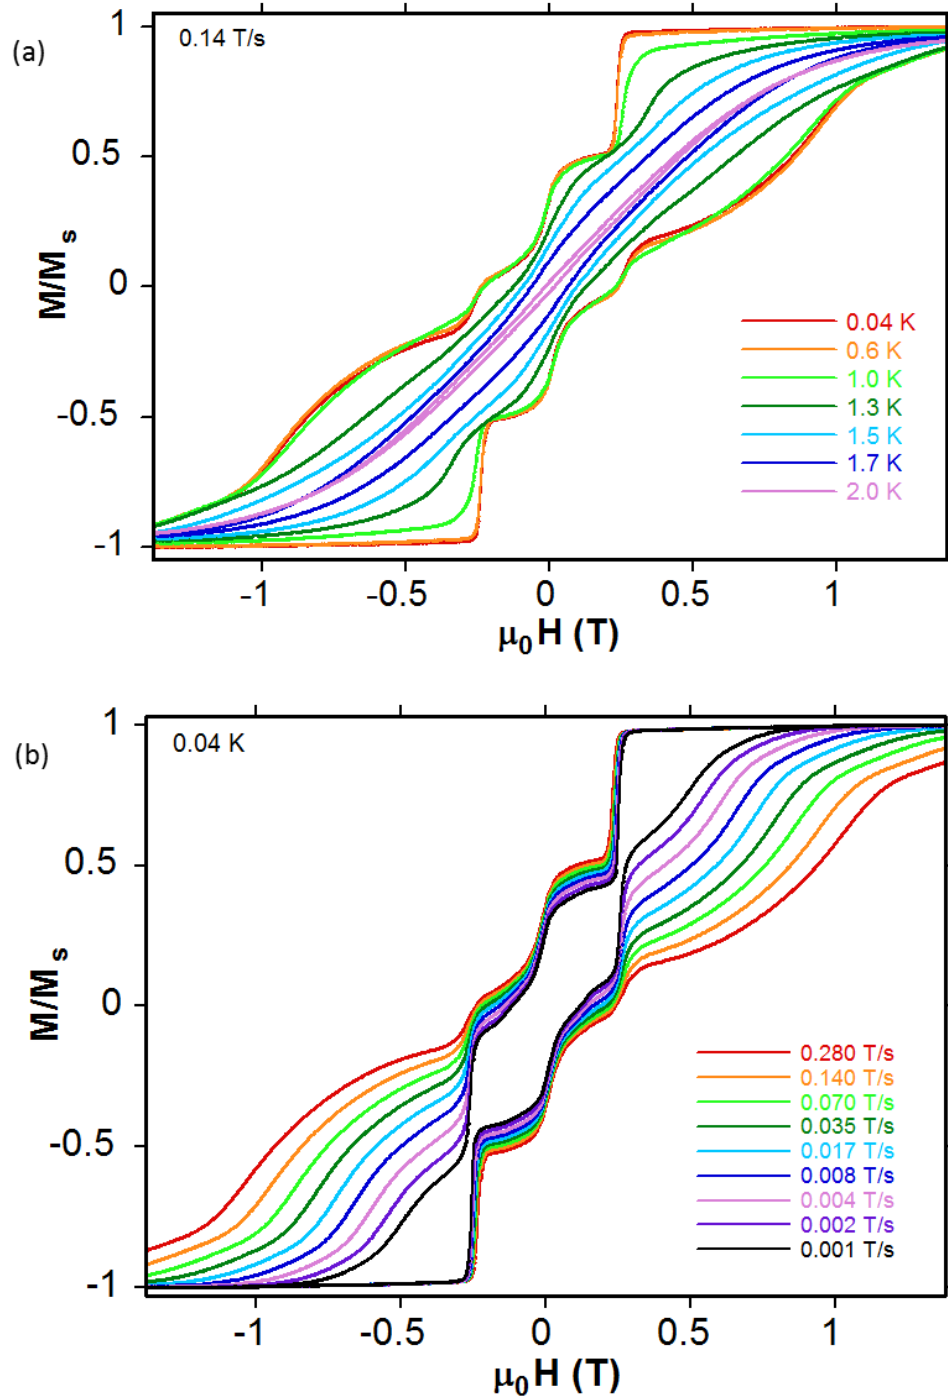 (a)
0.14 T/s
1
0.5
0
-0.5
-1
M/Ms
0.04 K
0.6 K
1.0 K
1.3 K
1.5 K
1.7 K
2.0 K
-1 -0.5 0 0.5 1
μ0H (T)
(b)
0.04 K
1
0.5
0
-0.5
-1
M/Ms
0.280 T/s
0.140 T/s
0.070 T/s
0.035 T/s
0.017 T/s
0.008 T/s
0.004 T/s
0.002 T/s
0.001 T/s
-1 -0.5 0 0.5 1
μ0H (T)